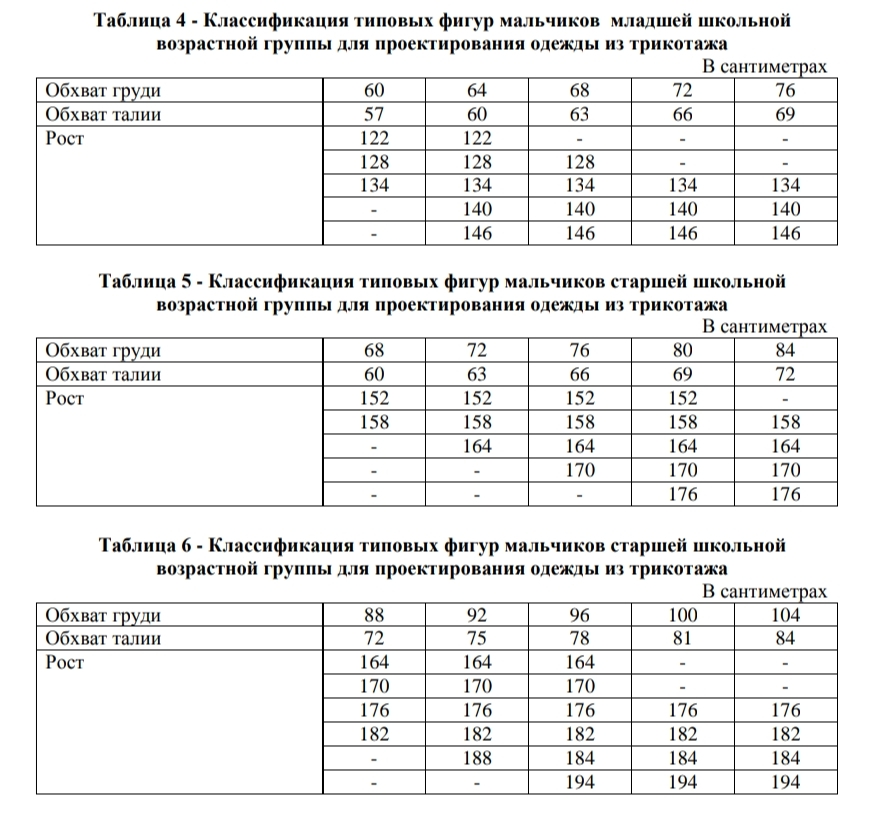 Таблица 4 - Классификация типовых фигур мальчиков младшей школьной
возрастной группы для проектирования одежды из трикотажа
В сантиметрах
Обхват груди 60 64 68 72 76
Обхват талии 57 60 63 66 69
Рост 122 122 - - -
128 128 128 - -
134 134 134 134 134
- 140 140 140 140
- 146 146 146 146
Таблица 5 - Классификация типовых фигур мальчиков старшей школьной
возрастной группы для проектирования одежды из трикотажа
В сантиметрах
Обхват груди 68 72 76 80 84
Обхват талии 60 63 66 69 72
Рост 152 152 152 152 -
158 158 158 158 158
- 164 164 164 164
- - 170 170 170
- - - 176 176
Таблица 6 - Классификация типовых фигур мальчиков старшей школьной
возрастной группы для проектирования одежды из трикотажа
В сантиметрах
Обхват груди 88 92 96 100 104
Обхват талии 72 75 78 81 84
Рост 164 164 164 - -
170 170 170 - -
176 176 176 176 176
182 182 182 182 182
- 188 184 184 184
- - 194 194 194